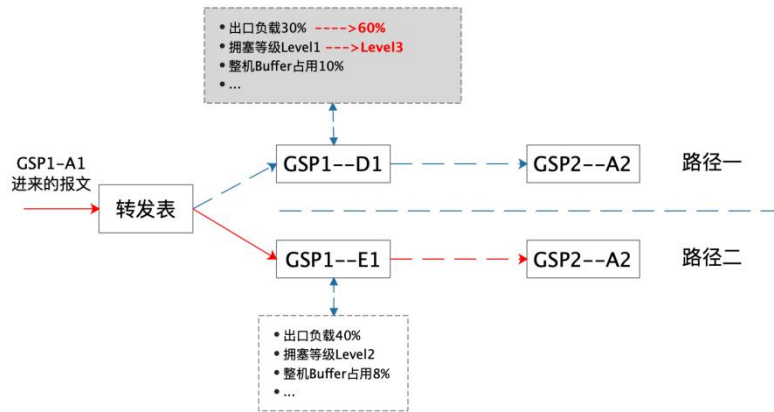 • 出口负载30% ---->60%
• 拥塞等级Level1 --->Level3
• 整机Buffer占用10%
• ...
GSP1-A1
进来的报文
转发表
GSP1--D1
GSP2--A2
路径一
GSP1--E1
GSP2--A2
路径二
• 出口负载40%
• 拥塞等级Level2
• 整机Buffer占用8%
• ...